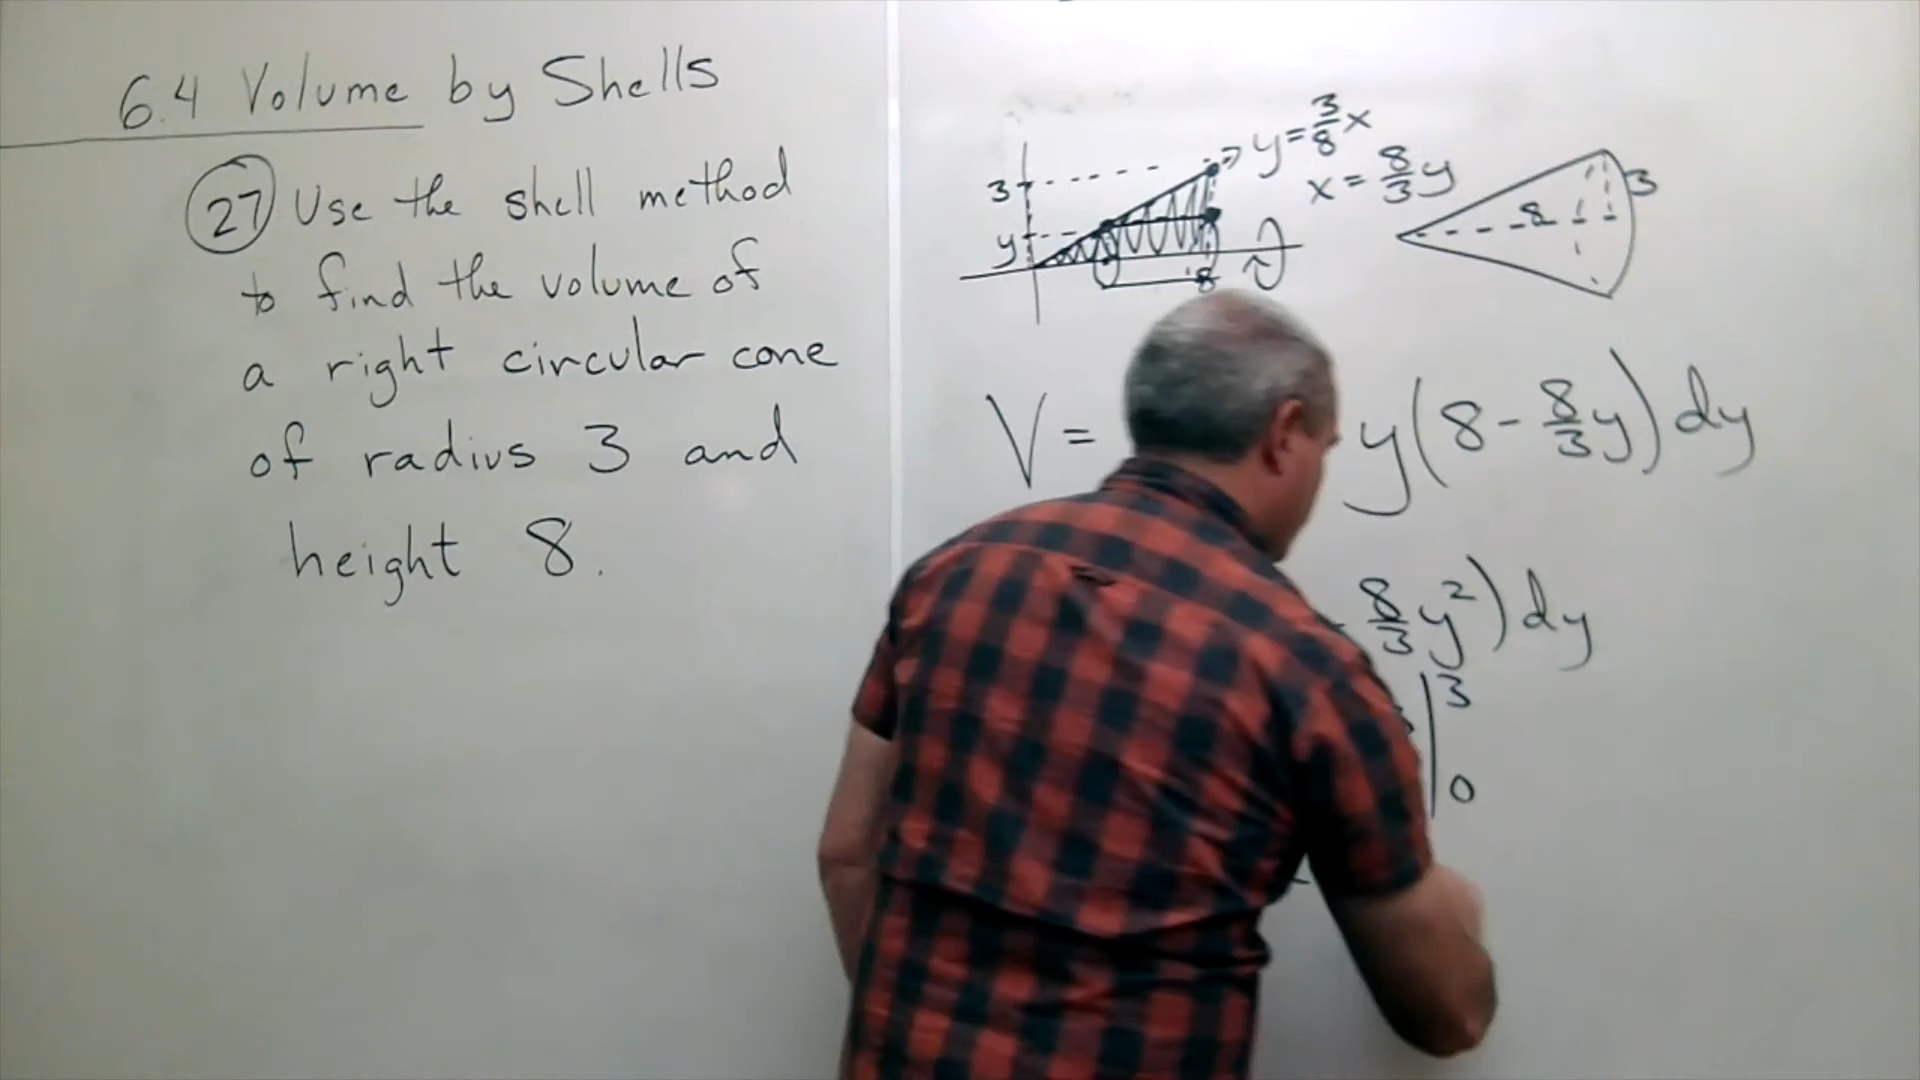 6.4 Volume by Shells
27 Use the shell method
to find the volume of
a right circular cone
of radius 3 and
height 8.
y = 3/8 x
x = 8/3 y
3
y
8
8
3
V = y(8 - 8/3 y) dy
- 8/3 y²) dy
3
0